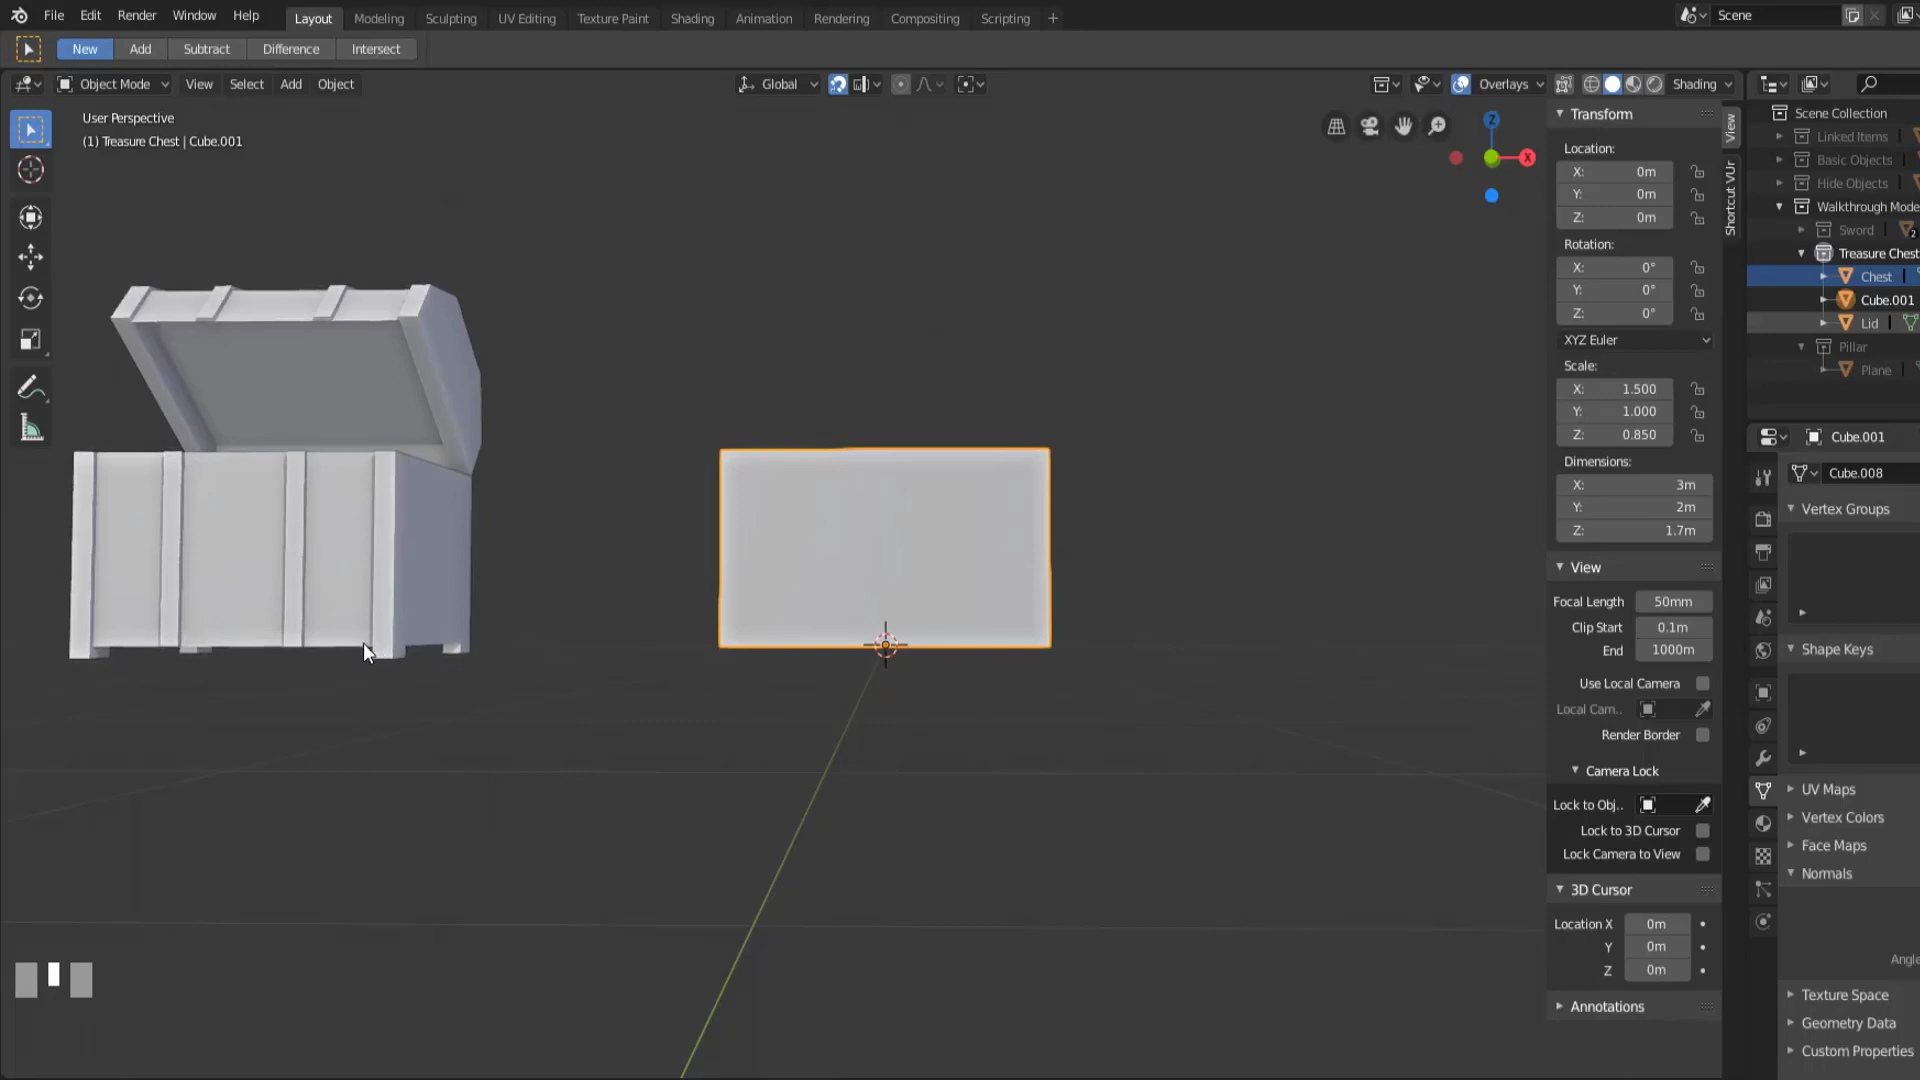 File Edit Render Window Help Layout Modeling Sculpting UV Editing Texture Paint Shading Animation Rendering Compositing Scripting + Scene
New Add Subtract Difference Intersect
Object Mode View Select Add Object Global Overlays Shading
User Perspective
(1) Treasure Chest | Cube.001
Z
X
Transform
Location:
X: 0m
Y: 0m
Z: 0m
Rotation:
X: 0°
Y: 0°
Z: 0°
XYZ Euler
Scale:
X: 1.500
Y: 1.000
Z: 0.850
Dimensions:
X: 3m
Y: 2m
Z: 1.7m
View
Focal Length 50mm
Clip Start 0.1m
End 1000m
Use Local Camera
Local Cam..
Render Border
Camera Lock
Lock to Obj..
Lock to 3D Cursor
Lock Camera to View
3D Cursor
Location X 0m
Y 0m
Z 0m
Annotations
View
Shortcut VUr
Scene Collection
Linked Items
Basic Objects
Hide Objects
Walkthrough Mode
Sword 2
Treasure Chest
Chest
Cube.001
Lid
Pillar
Plane
Cube.001
Cube.008
Vertex Groups
Shape Keys
UV Maps
Vertex Colors
Face Maps
Normals
Angle
Texture Space
Geometry Data
Custom Properties